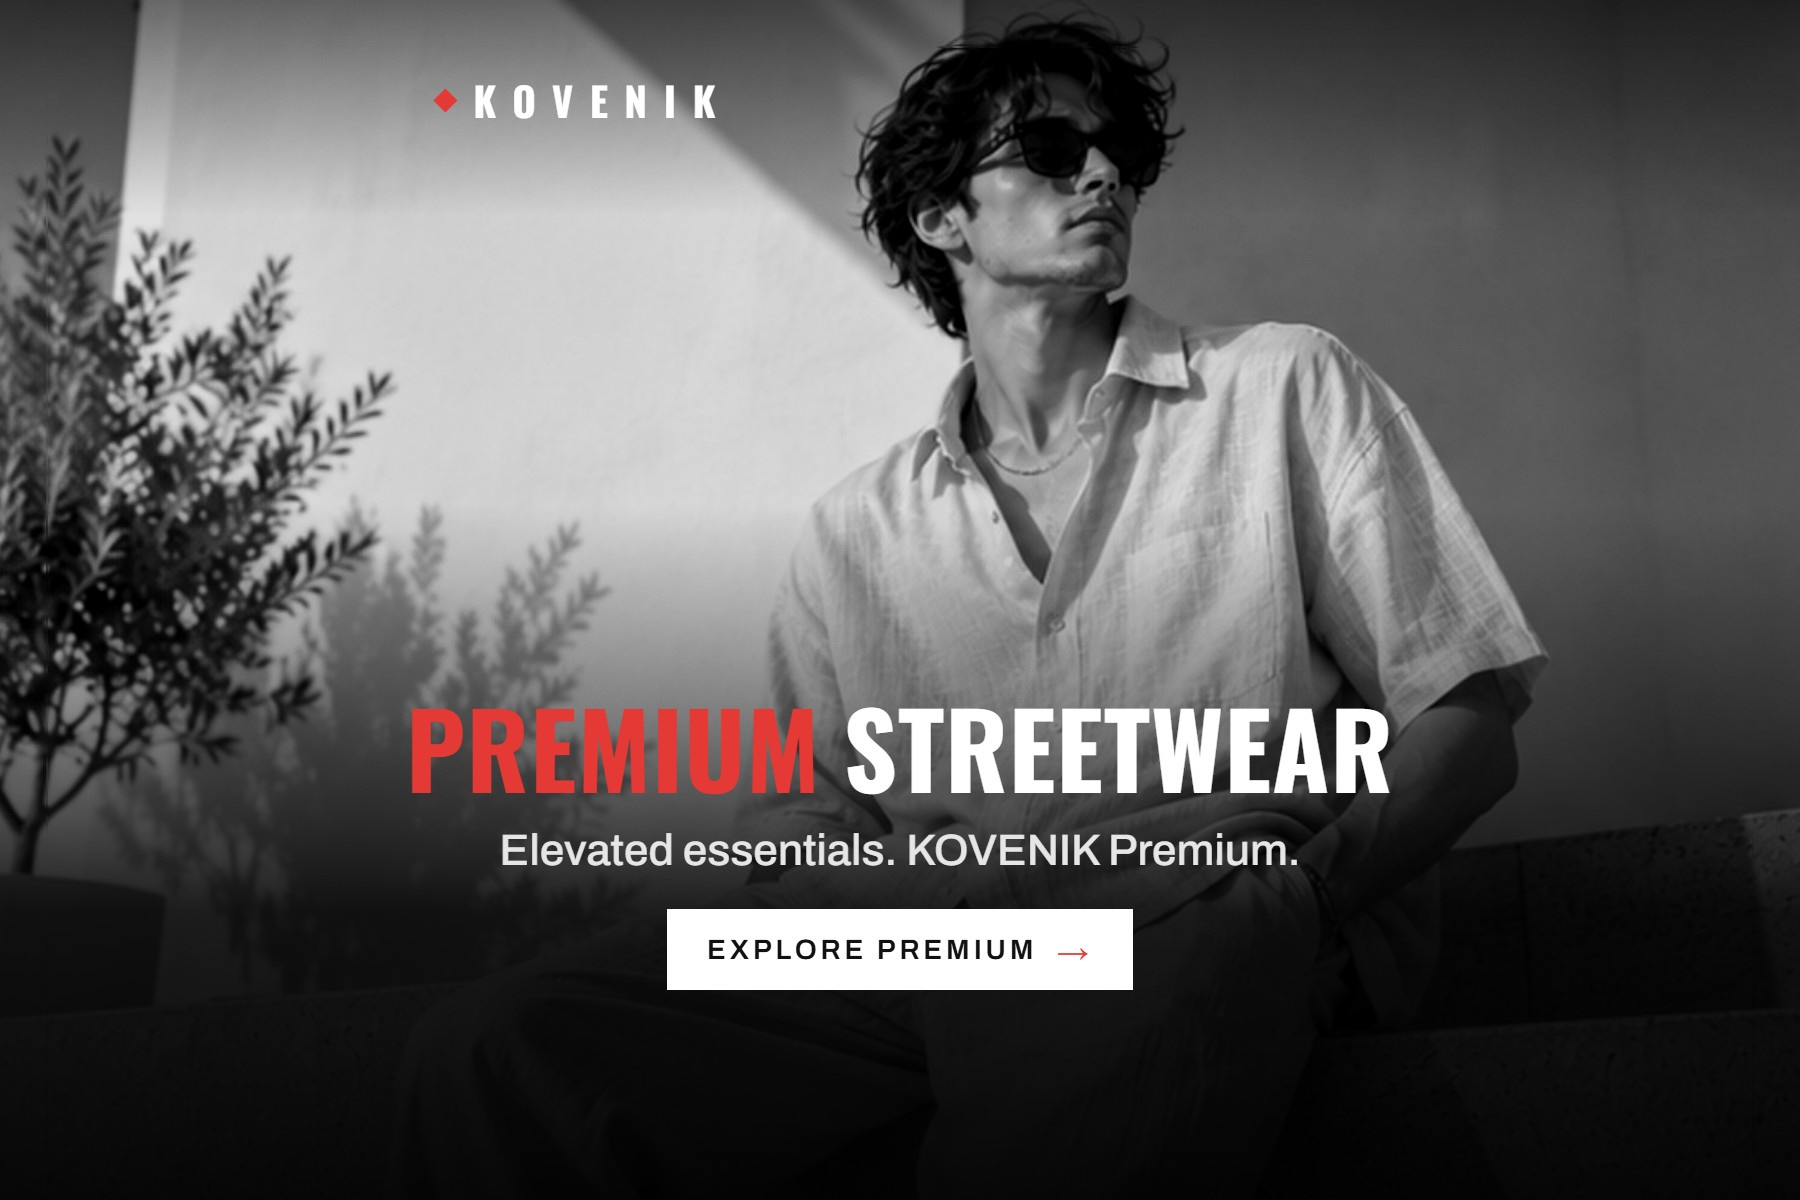 KOVENIK
PREMIUM STREETWEAR
Elevated essentials. KOVENIK Premium.
EXPLORE PREMIUM →